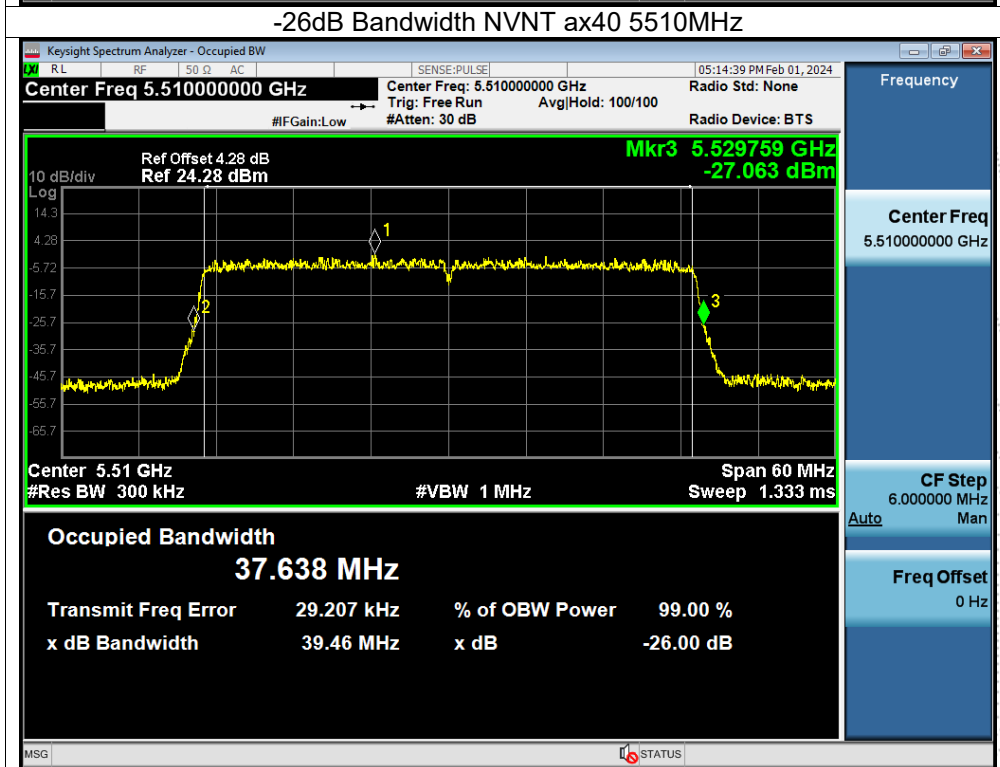 -26dB Bandwidth NVNT ax40 5510MHz
Keysight Spectrum Analyzer - Occupied BW
LXI RL RF 50 Ω AC SENSE:PULSE 05:14:39 PM Feb 01, 2024
Center Freq 5.510000000 GHz
Center Freq: 5.510000000 GHz Radio Std: None
Trig: Free Run Avg|Hold: 100/100
#IFGain:Low #Atten: 30 dB Radio Device: BTS
Frequency
Mkr3 5.529759 GHz
-27.063 dBm
Ref Offset 4.28 dB
10 dB/div Ref 24.28 dBm
Log
14.3
4.28
-5.72
-15.7
-25.7
-35.7
-45.7
-55.7
-65.7
1
2
3
Center 5.51 GHz Span 60 MHz
#Res BW 300 kHz #VBW 1 MHz Sweep 1.333 ms
Center Freq
5.510000000 GHz
CF Step
6.000000 MHz
Auto Man
Freq Offset
0 Hz
Occupied Bandwidth
37.638 MHz
Transmit Freq Error 29.207 kHz % of OBW Power 99.00 %
x dB Bandwidth 39.46 MHz x dB -26.00 dB
MSG STATUS